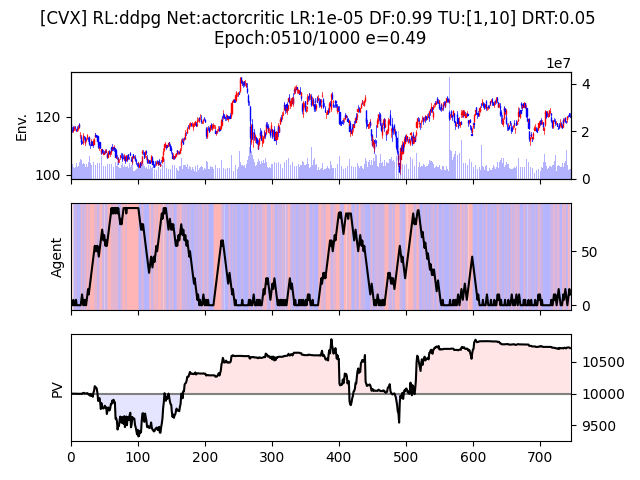 [CVX] RL:ddpg Net:actorcritic LR:1e-05 DF:0.99 TU:[1,10] DRT:0.05
Epoch:0510/1000 e=0.49
1e7
Env.
120
100
4
2
0
Agent
50
0
PV
10500
10000
9500
0 100 200 300 400 500 600 700